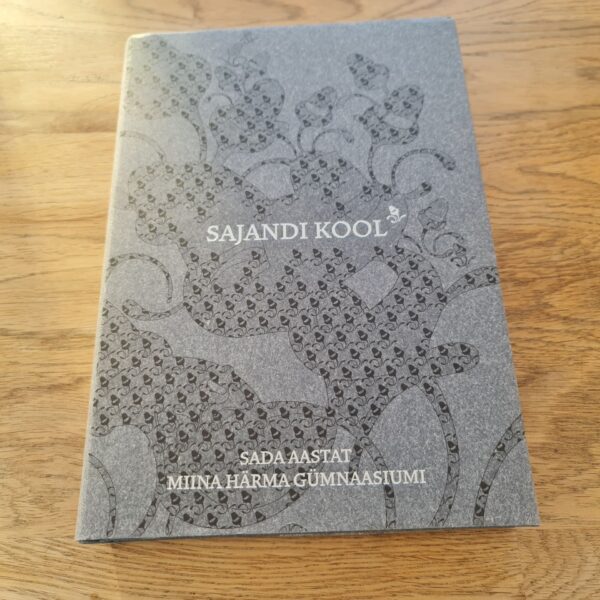 SAJANDI KOOL
SADA AASTAT
MIINA HÄRMA GÜMNAASIUMI